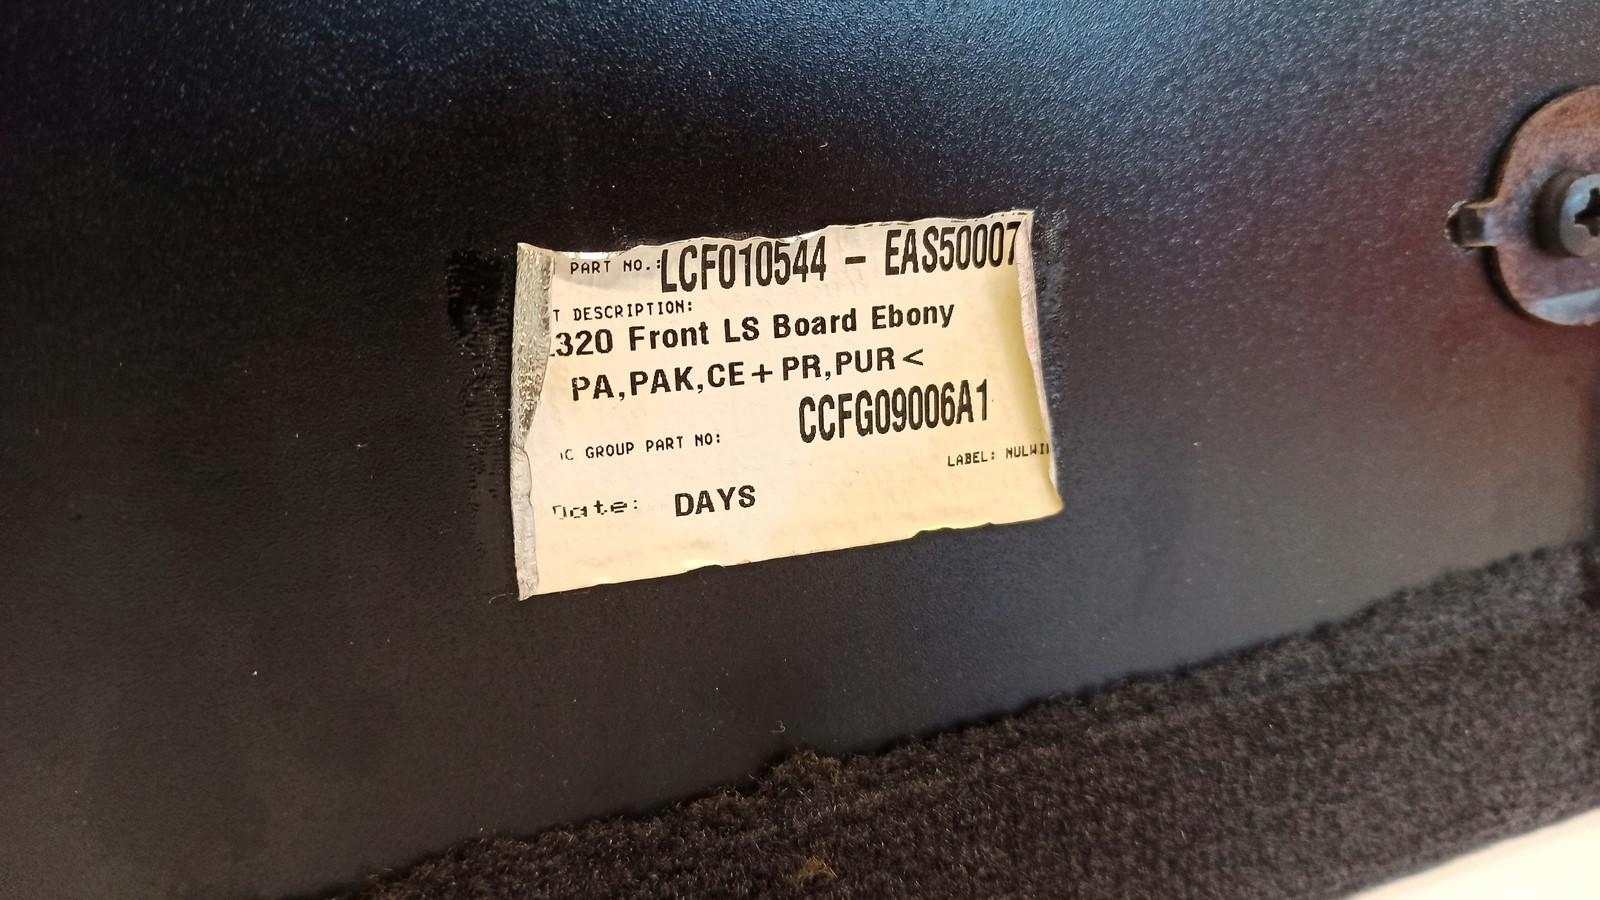 PART NO.: LCF010544 - EAS50007
T DESCRIPTION:
320 Front LS Board Ebony
PA,PAK,CE+PR,PUR<
CCFG09006A1
GROUP PART NO:
LABEL:
Date: DAYS